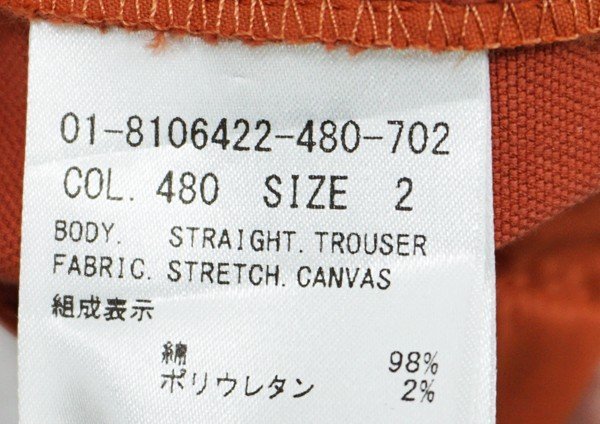 01-8106422-480-702
COL. 480 SIZE 2
BODY. STRAIGHT. TROUSER
FABRIC. STRETCH. CANVAS
組成表示
綿 98%
ポリウレタン 2%